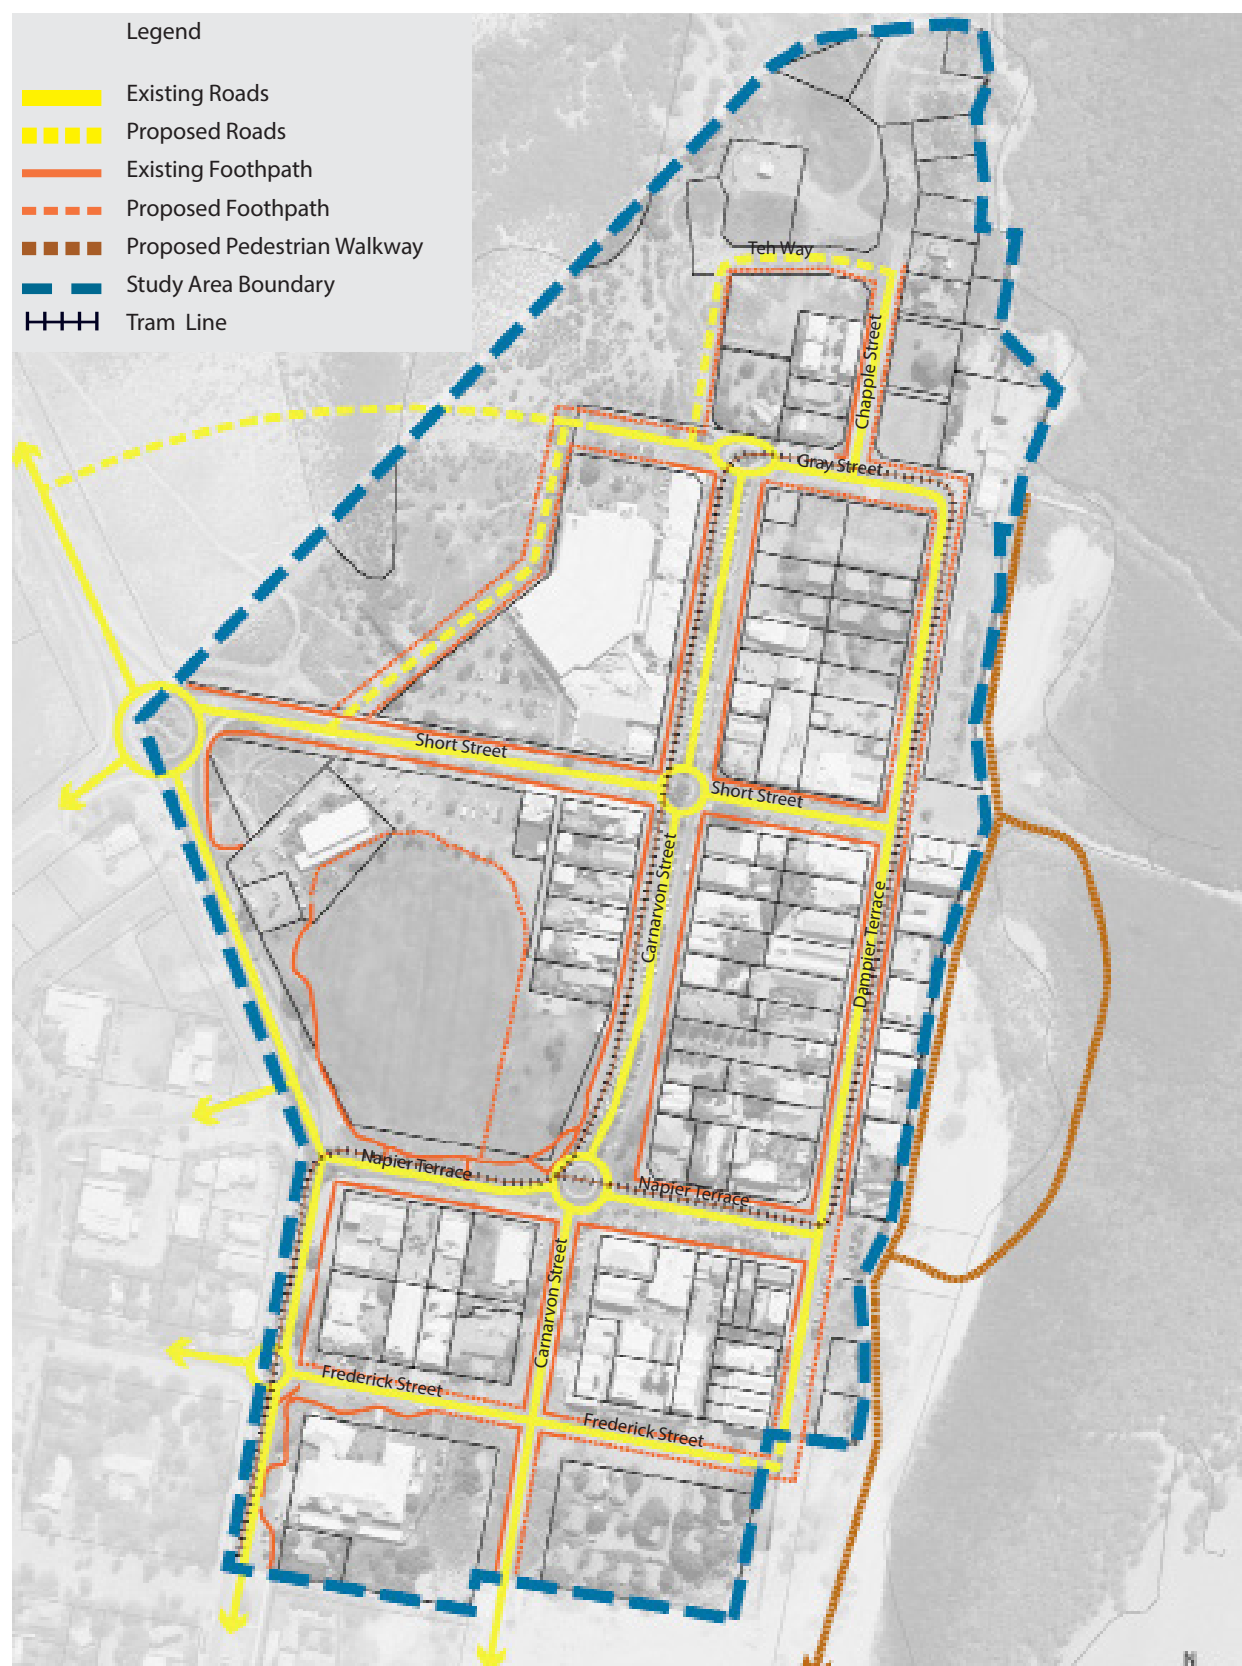 Legend
Existing Roads
Proposed Roads
Existing Foothpath
Proposed Foothpath
Proposed Pedestrian Walkway
Study Area Boundary
Tram Line
Teh Way
Chapple Street
Gray Street
Short Street
Short Street
Carnarvon Street
Dampier Terrace
Napier Terrace
Napier Terrace
Carnarvon Street
Frederick Street
Frederick Street
N